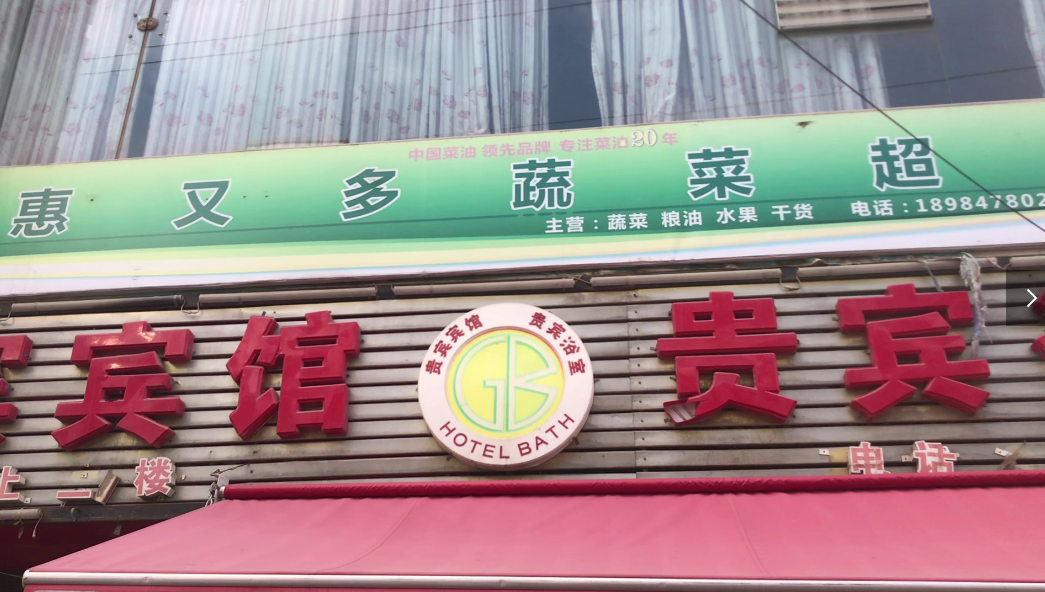 中国菜油 领先品牌 专注菜油20年
惠又多蔬菜超
主营：蔬菜 粮油 水果 干货 电话：189847802
宾馆
贵宾宾馆 贵宾浴室
GB
HOTEL BATH
贵宾
上一楼
电话